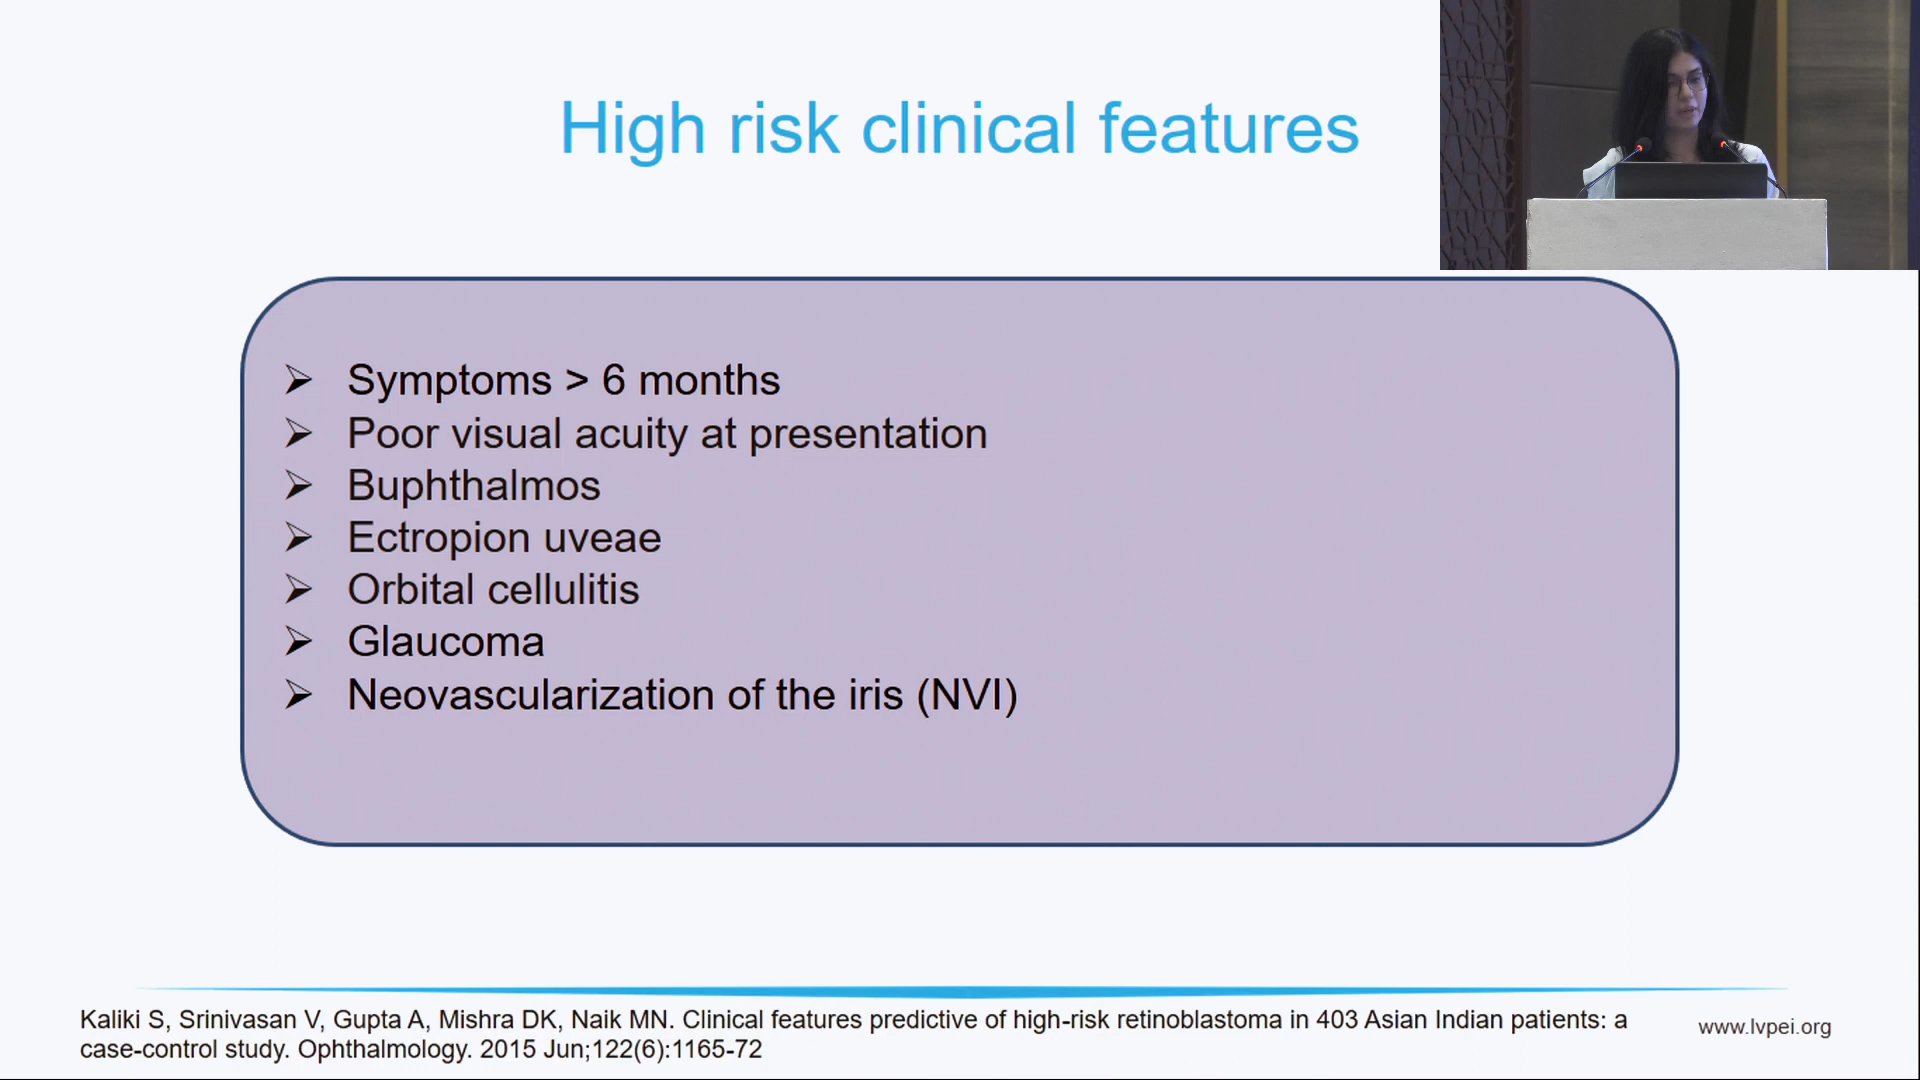 High risk clinical features
Symptoms > 6 months
Poor visual acuity at presentation
Buphthalmos
Ectropion uveae
Orbital cellulitis
Glaucoma
Neovascularization of the iris (NVI)
Kaliki S, Srinivasan V, Gupta A, Mishra DK, Naik MN. Clinical features predictive of high-risk retinoblastoma in 403 Asian Indian patients: a
case-control study. Ophthalmology. 2015 Jun;122(6):1165-72
www.lvpei.org